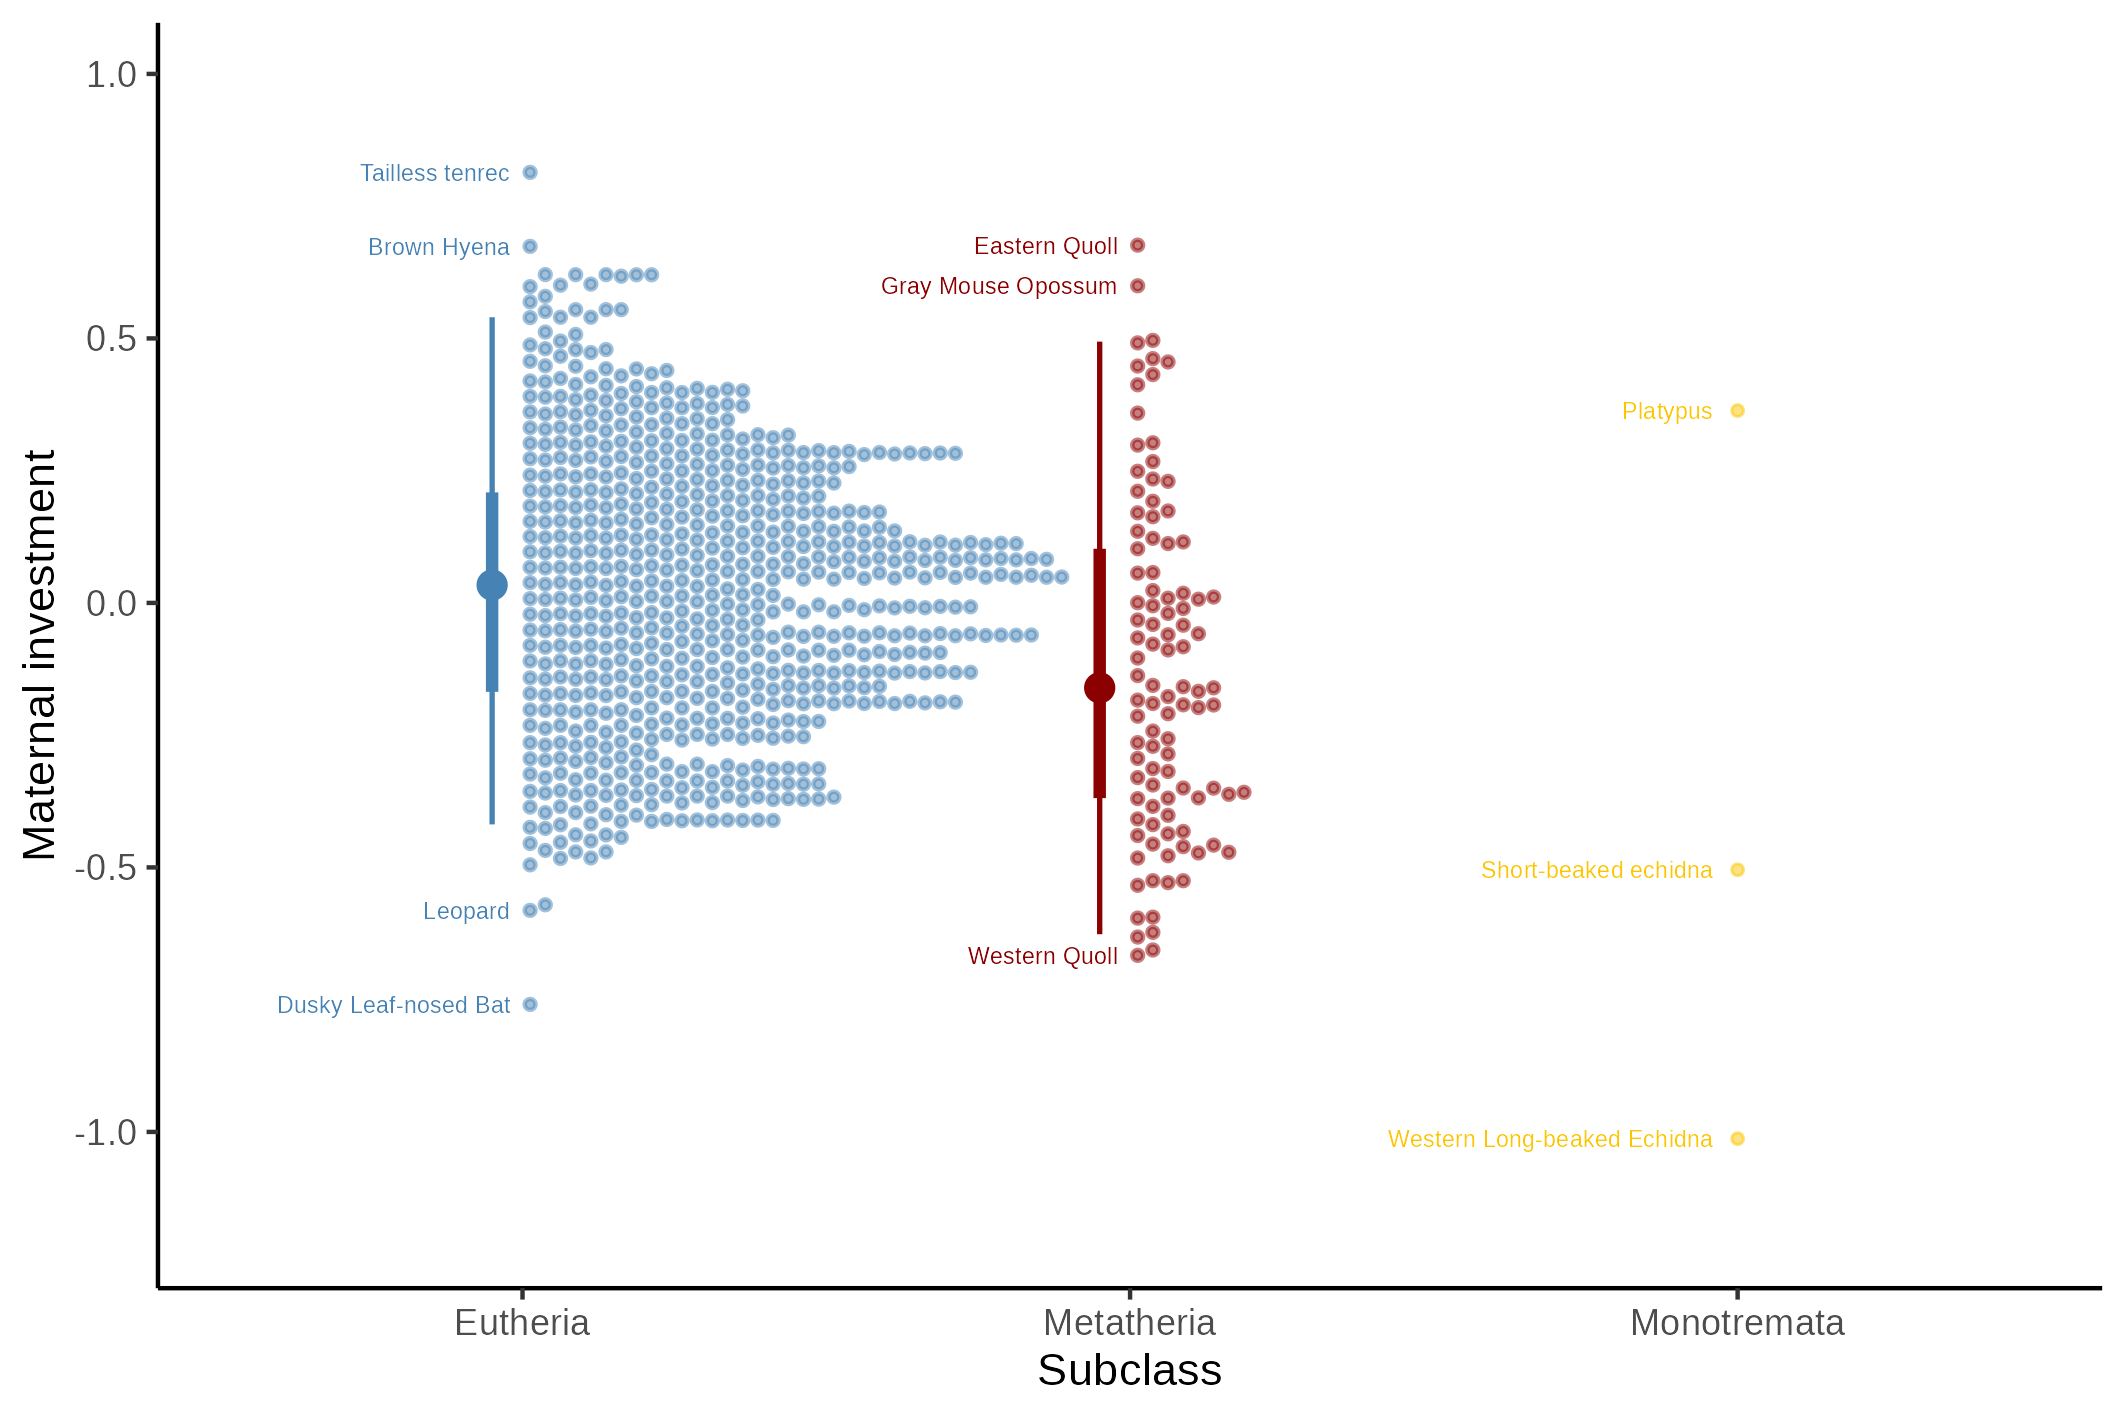 Maternal investment
1.0
0.5
0.0
-0.5
-1.0
Tailless tenrec
Brown Hyena
Leopard
Dusky Leaf-nosed Bat
Eastern Quoll
Gray Mouse Opossum
Western Quoll
Platypus
Short-beaked echidna
Western Long-beaked Echidna
Eutheria
Metatheria
Monotremata
Subclass